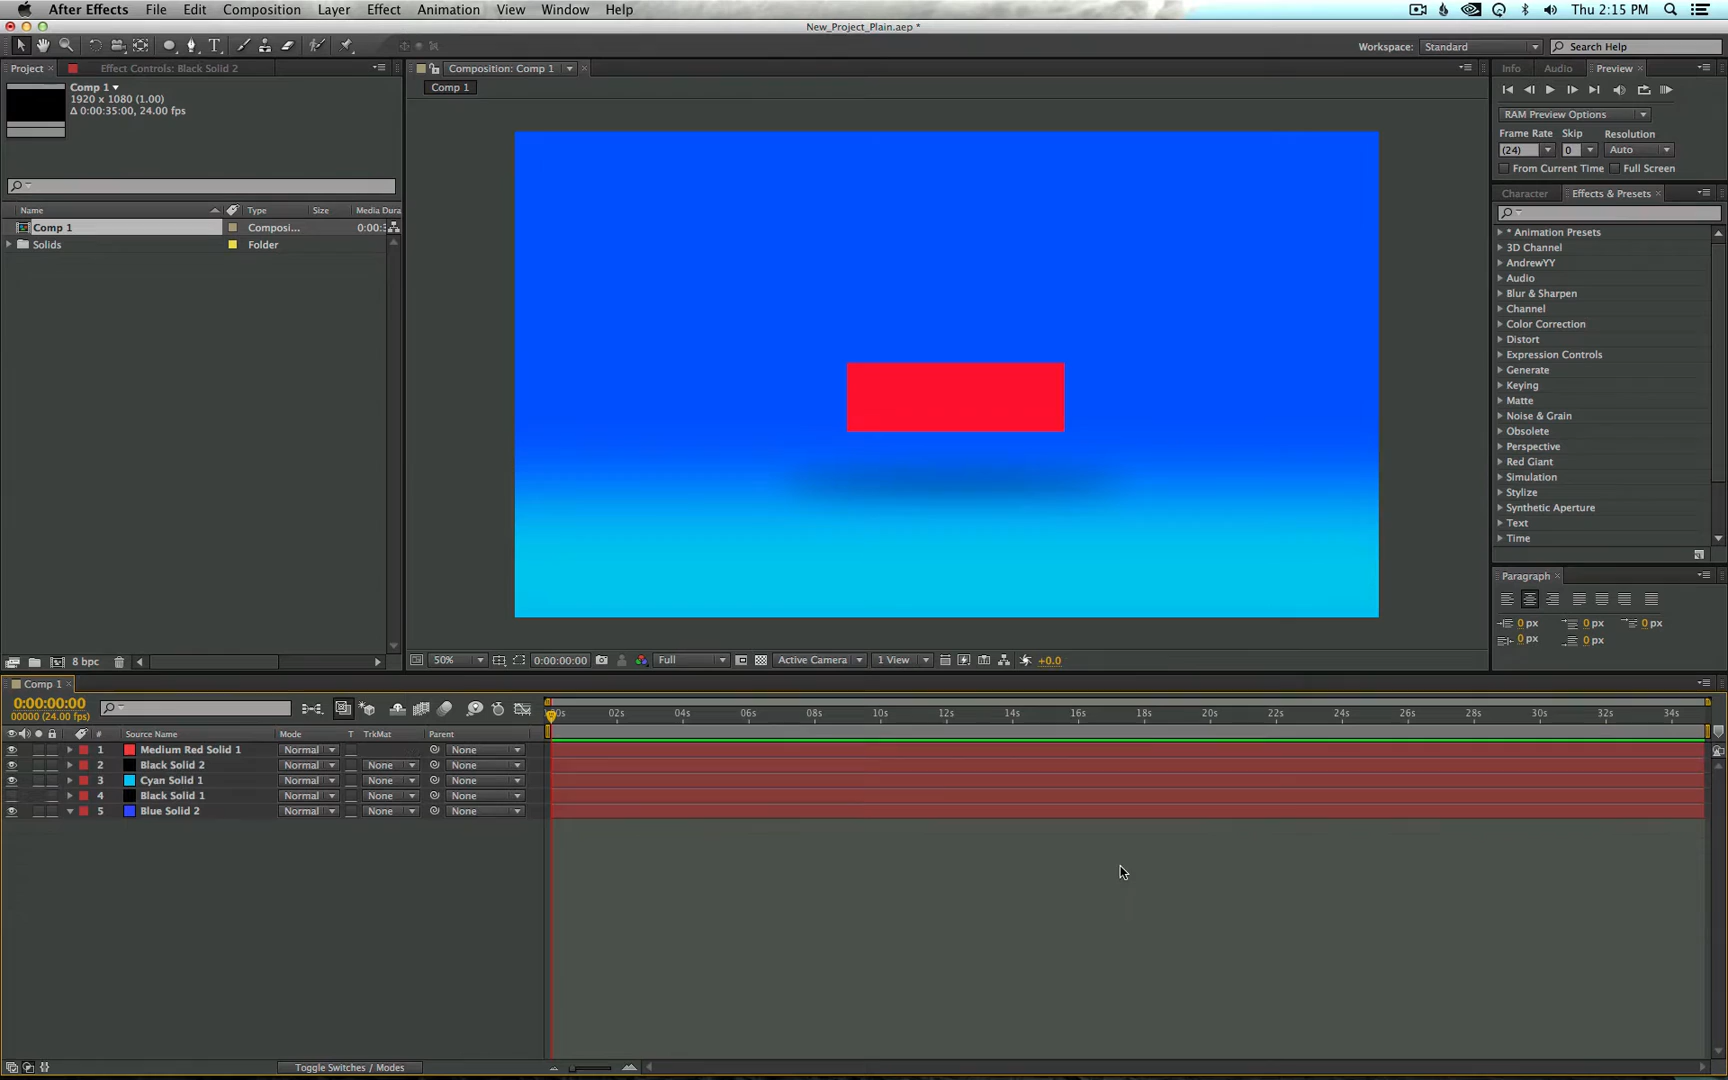 After Effects File Edit Composition Layer Effect Animation View Window Help Thu 2:15 PM
New_Project_Plain.aep *
Workspace: Standard Search Help
Project Effect Controls: Black Solid 2 Composition: Comp 1 Info Audio Preview
Comp 1
1920 x 1080 (1.00)
Δ 0:00:35:00, 24.00 fps
Comp 1
RAM Preview Options
Frame Rate Skip Resolution
(24) 0 Auto
From Current Time Full Screen
Character Effects & Presets
Name Type Size Media Dura
Comp 1 Composi... 0:00:3
Solids Folder
* Animation Presets
3D Channel
AndrewYY
Audio
Blur & Sharpen
Channel
Color Correction
Distort
Expression Controls
Generate
Keying
Matte
Noise & Grain
Obsolete
Perspective
Red Giant
Simulation
Stylize
Synthetic Aperture
Text
Time
Paragraph
0 px 0 px 0 px
0 px 0 px
8 bpc
50% 0:00:00:00 Full Active Camera 1 View +0.0
Comp 1
0:00:00:00
00000 (24.00 fps)
00s 02s 04s 06s 08s 10s 12s 14s 16s 18s 20s 22s 24s 26s 28s 30s 32s 34s
# Source Name Mode T TrkMat Parent
1 Medium Red Solid 1 Normal None
2 Black Solid 2 Normal None None
3 Cyan Solid 1 Normal None None
4 Black Solid 1 Normal None None
5 Blue Solid 2 Normal None None
Toggle Switches / Modes